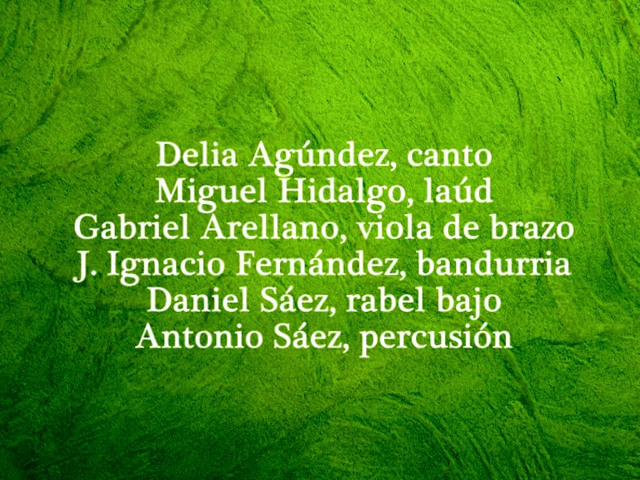 Delia Agúndez, canto
Miguel Hidalgo, laúd
Gabriel Arellano, viola de brazo
J. Ignacio Fernández, bandurria
Daniel Sáez, rabel bajo
Antonio Sáez, percusión